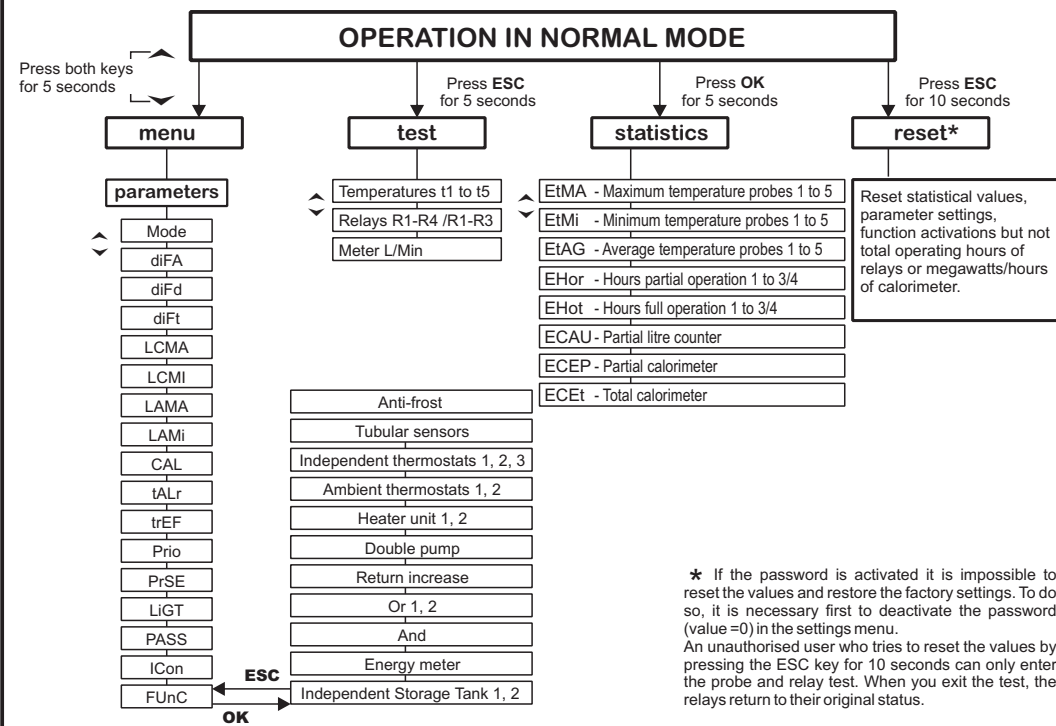 OPERATION IN NORMAL MODE
Press both keys
for 5 seconds
Press ESC
for 5 seconds
Press OK
for 5 seconds
Press ESC
for 10 seconds
menu
test
statistics
reset*
parameters
Mode
diFA
diFd
diFt
LCMA
LCMI
LAMA
LAMi
CAL
tALr
trEF
Prio
PrSE
LiGT
PASS
ICon
FUnC
Temperatures t1 to t5
Relays R1-R4 /R1-R3
Meter L/Min
EtMA - Maximum temperature probes 1 to 5
EtMi - Minimum temperature probes 1 to 5
EtAG - Average temperature probes 1 to 5
EHor - Hours partial operation 1 to 3/4
EHot - Hours full operation 1 to 3/4
ECAU - Partial litre counter
ECEP - Partial calorimeter
ECEt - Total calorimeter
Reset statistical values,
parameter settings,
function activations but not
total operating hours of
relays or megawatts/hours
of calorimeter.
Anti-frost
Tubular sensors
Independent thermostats 1, 2, 3
Ambient thermostats 1, 2
Heater unit 1, 2
Double pump
Return increase
Or 1, 2
And
Energy meter
Independent Storage Tank 1, 2
ESC
OK
* If the password is activated it is impossible to
reset the values and restore the factory settings. To do
so, it is necessary first to deactivate the password
(value =0) in the settings menu.
An unauthorised user who tries to reset the values by
pressing the ESC key for 10 seconds can only enter
the probe and relay test. When you exit the test, the
relays return to their original status.